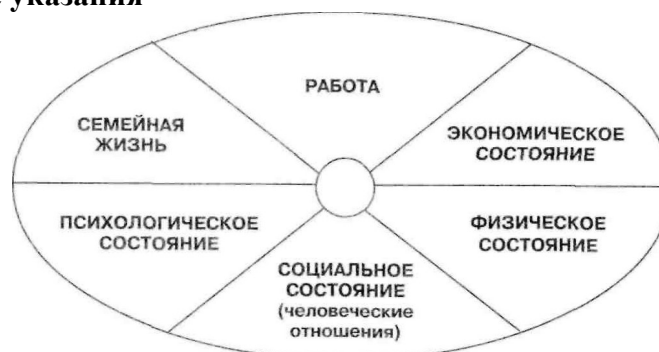 указания
РАБОТА
СЕМЕЙНАЯ
ЖИЗНЬ
ЭКОНОМИЧЕСКОЕ
СОСТОЯНИЕ
ПСИХОЛОГИЧЕСКОЕ
СОСТОЯНИЕ
ФИЗИЧЕСКОЕ
СОСТОЯНИЕ
СОЦИАЛЬНОЕ
СОСТОЯНИЕ
(человеческие
отношения)